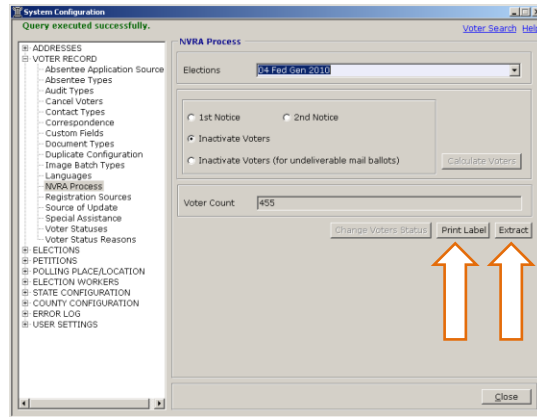 System Configuration
Query executed successfully.
Voter Search Help
ADDRESSES
VOTER RECORD
Absentee Application Source
Absentee Types
Audit Types
Cancel Voters
Contact Types
Correspondence
Custom Fields
Document Types
Duplicate Configuration
Image Batch Types
Languages
NVRA Process
Registration Sources
Source of Update
Special Assistance
Voter Statuses
Voter Status Reasons
ELECTIONS
PETITIONS
POLLING PLACE/LOCATION
ELECTION WORKERS
STATE CONFIGURATION
COUNTY CONFIGURATION
ERROR LOG
USER SETTINGS
NVRA Process
Elections 04 Fed Gen 2010
1st Notice 2nd Notice
Inactivate Voters
Inactivate Voters (for undeliverable mail ballots) Calculate Voters
Voter Count 455
Change Voters Status Print Label Extract
Close